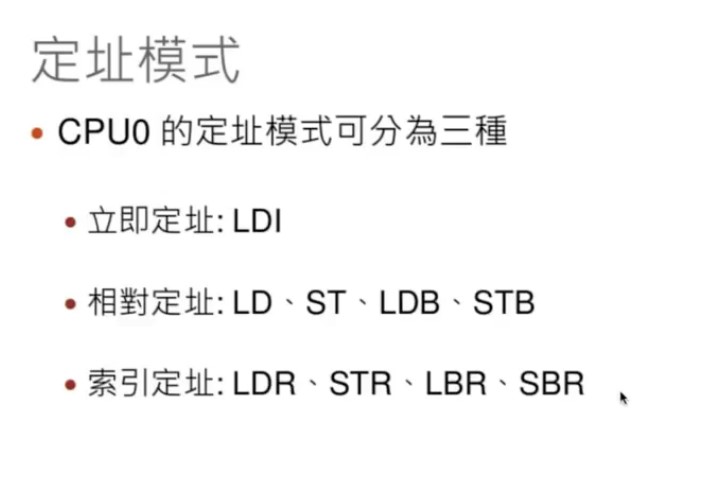 定址模式
• CPU0 的定址模式可分為三種
• 立即定址: LDI
• 相對定址: LD、ST、LDB、STB
• 索引定址: LDR、STR、LBR、SBR